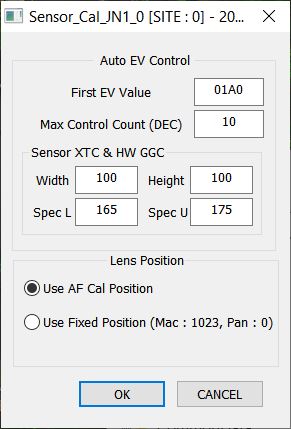 Sensor_Cal_JN1_0 [SITE : 0] - 20...
Auto EV Control
First EV Value 01A0
Max Control Count (DEC) 10
Sensor XTC & HW GGC
Width 100 Height 100
Spec L 165 Spec U 175
Lens Position
Use AF Cal Position
Use Fixed Position (Mac : 1023, Pan : 0)
OK CANCEL